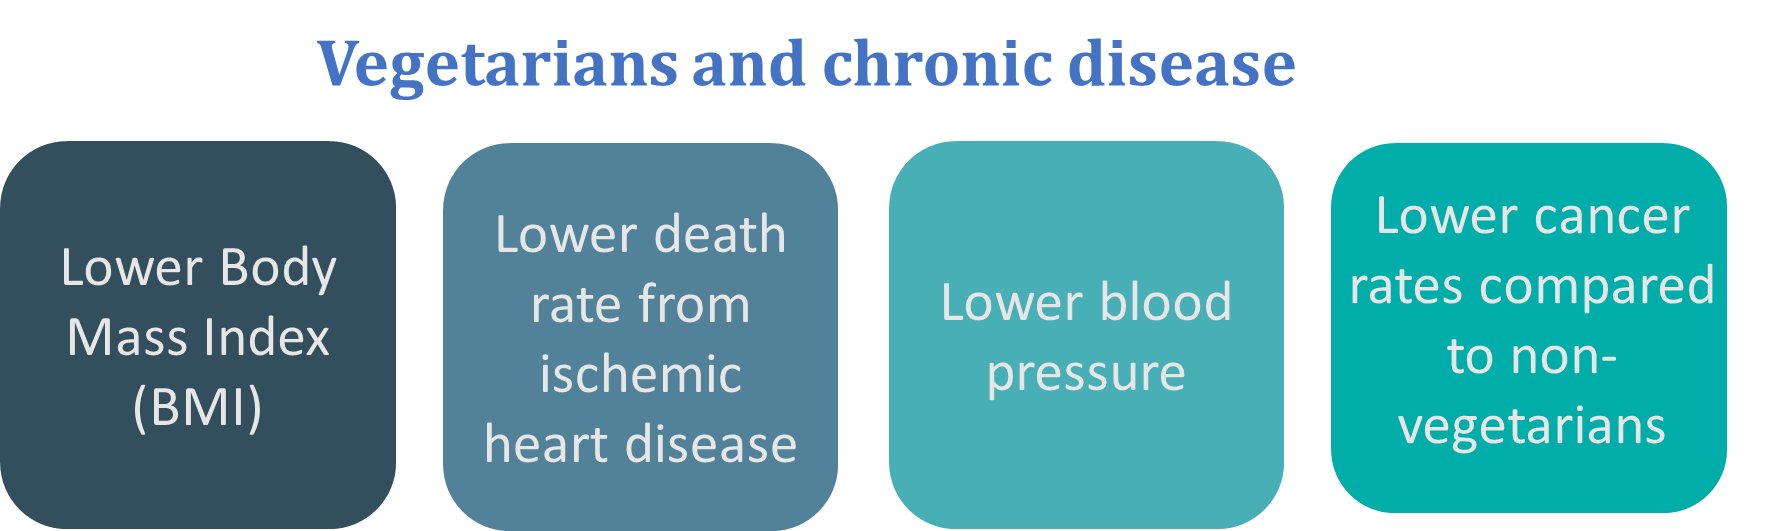 Vegetarians and chronic disease
Lower Body
Mass Index
(BMI)
Lower death
rate from
ischemic
heart disease
Lower blood
pressure
Lower cancer
rates compared
to non-
vegetarians